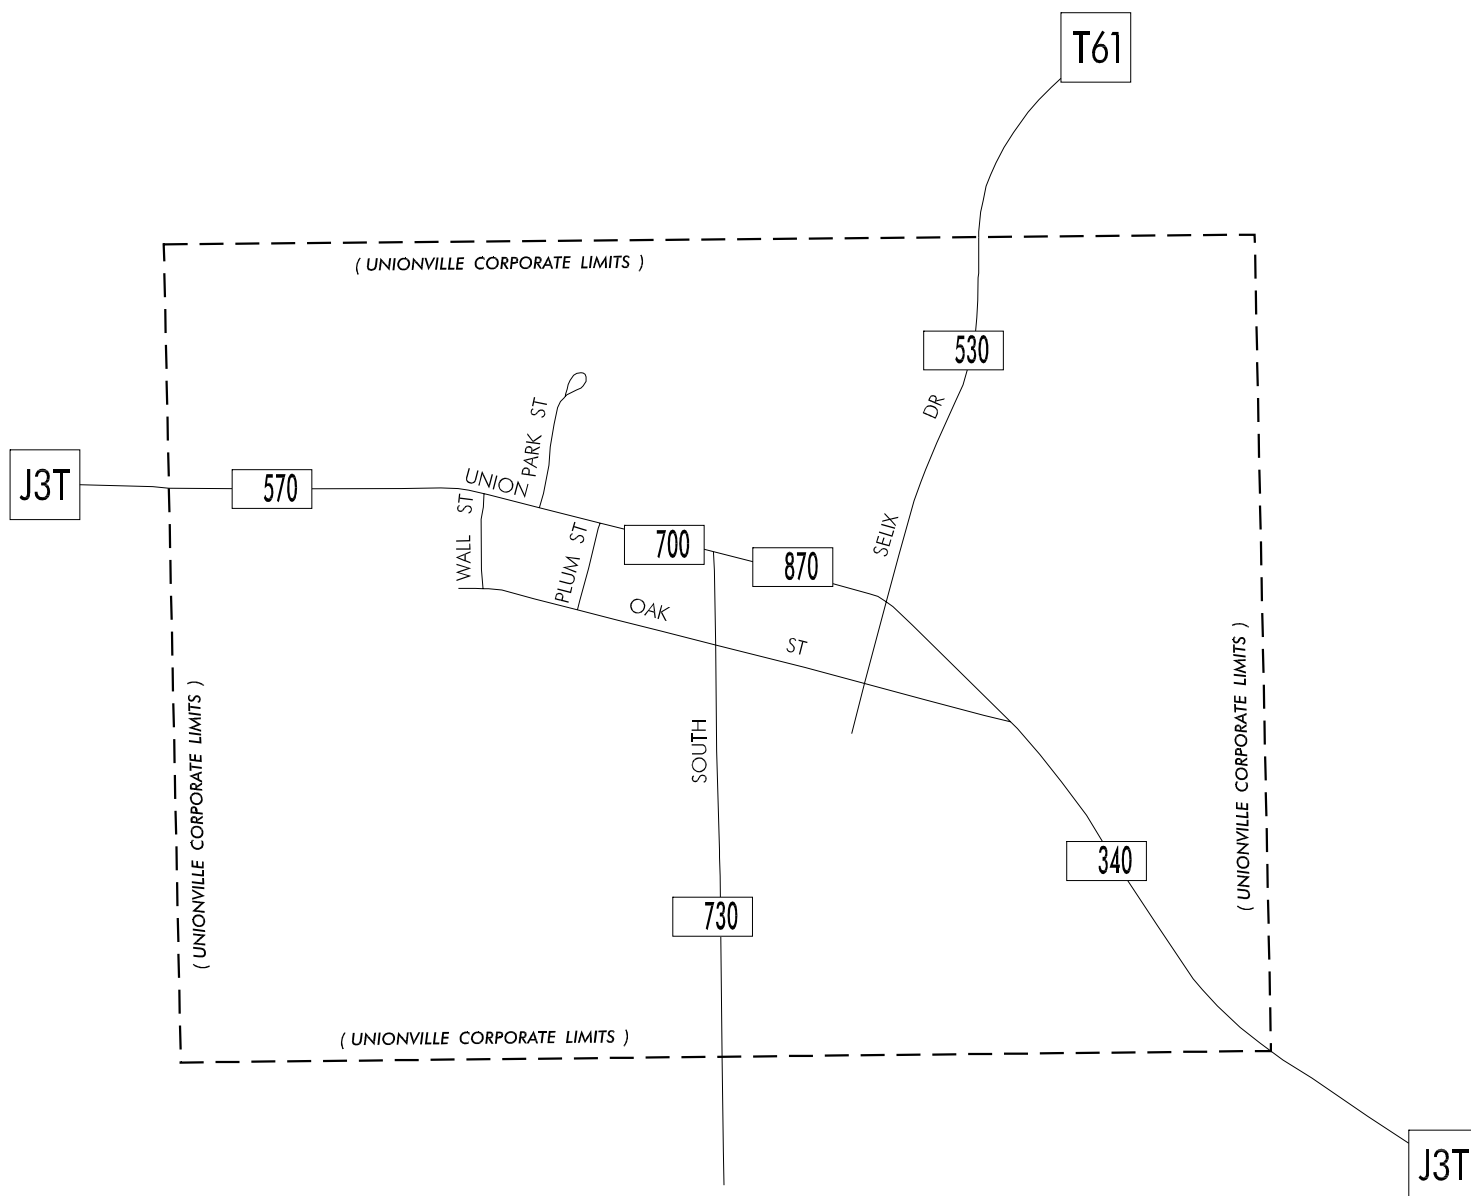 T61
( UNIONVILLE CORPORATE LIMITS )
530
DR
PARK ST
J3T
570
UNION
WALL ST
PLUM ST
700
870
SELIX
OAK
ST
( UNIONVILLE CORPORATE LIMITS )
( UNIONVILLE CORPORATE LIMITS )
SOUTH
340
730
( UNIONVILLE CORPORATE LIMITS )
J3T